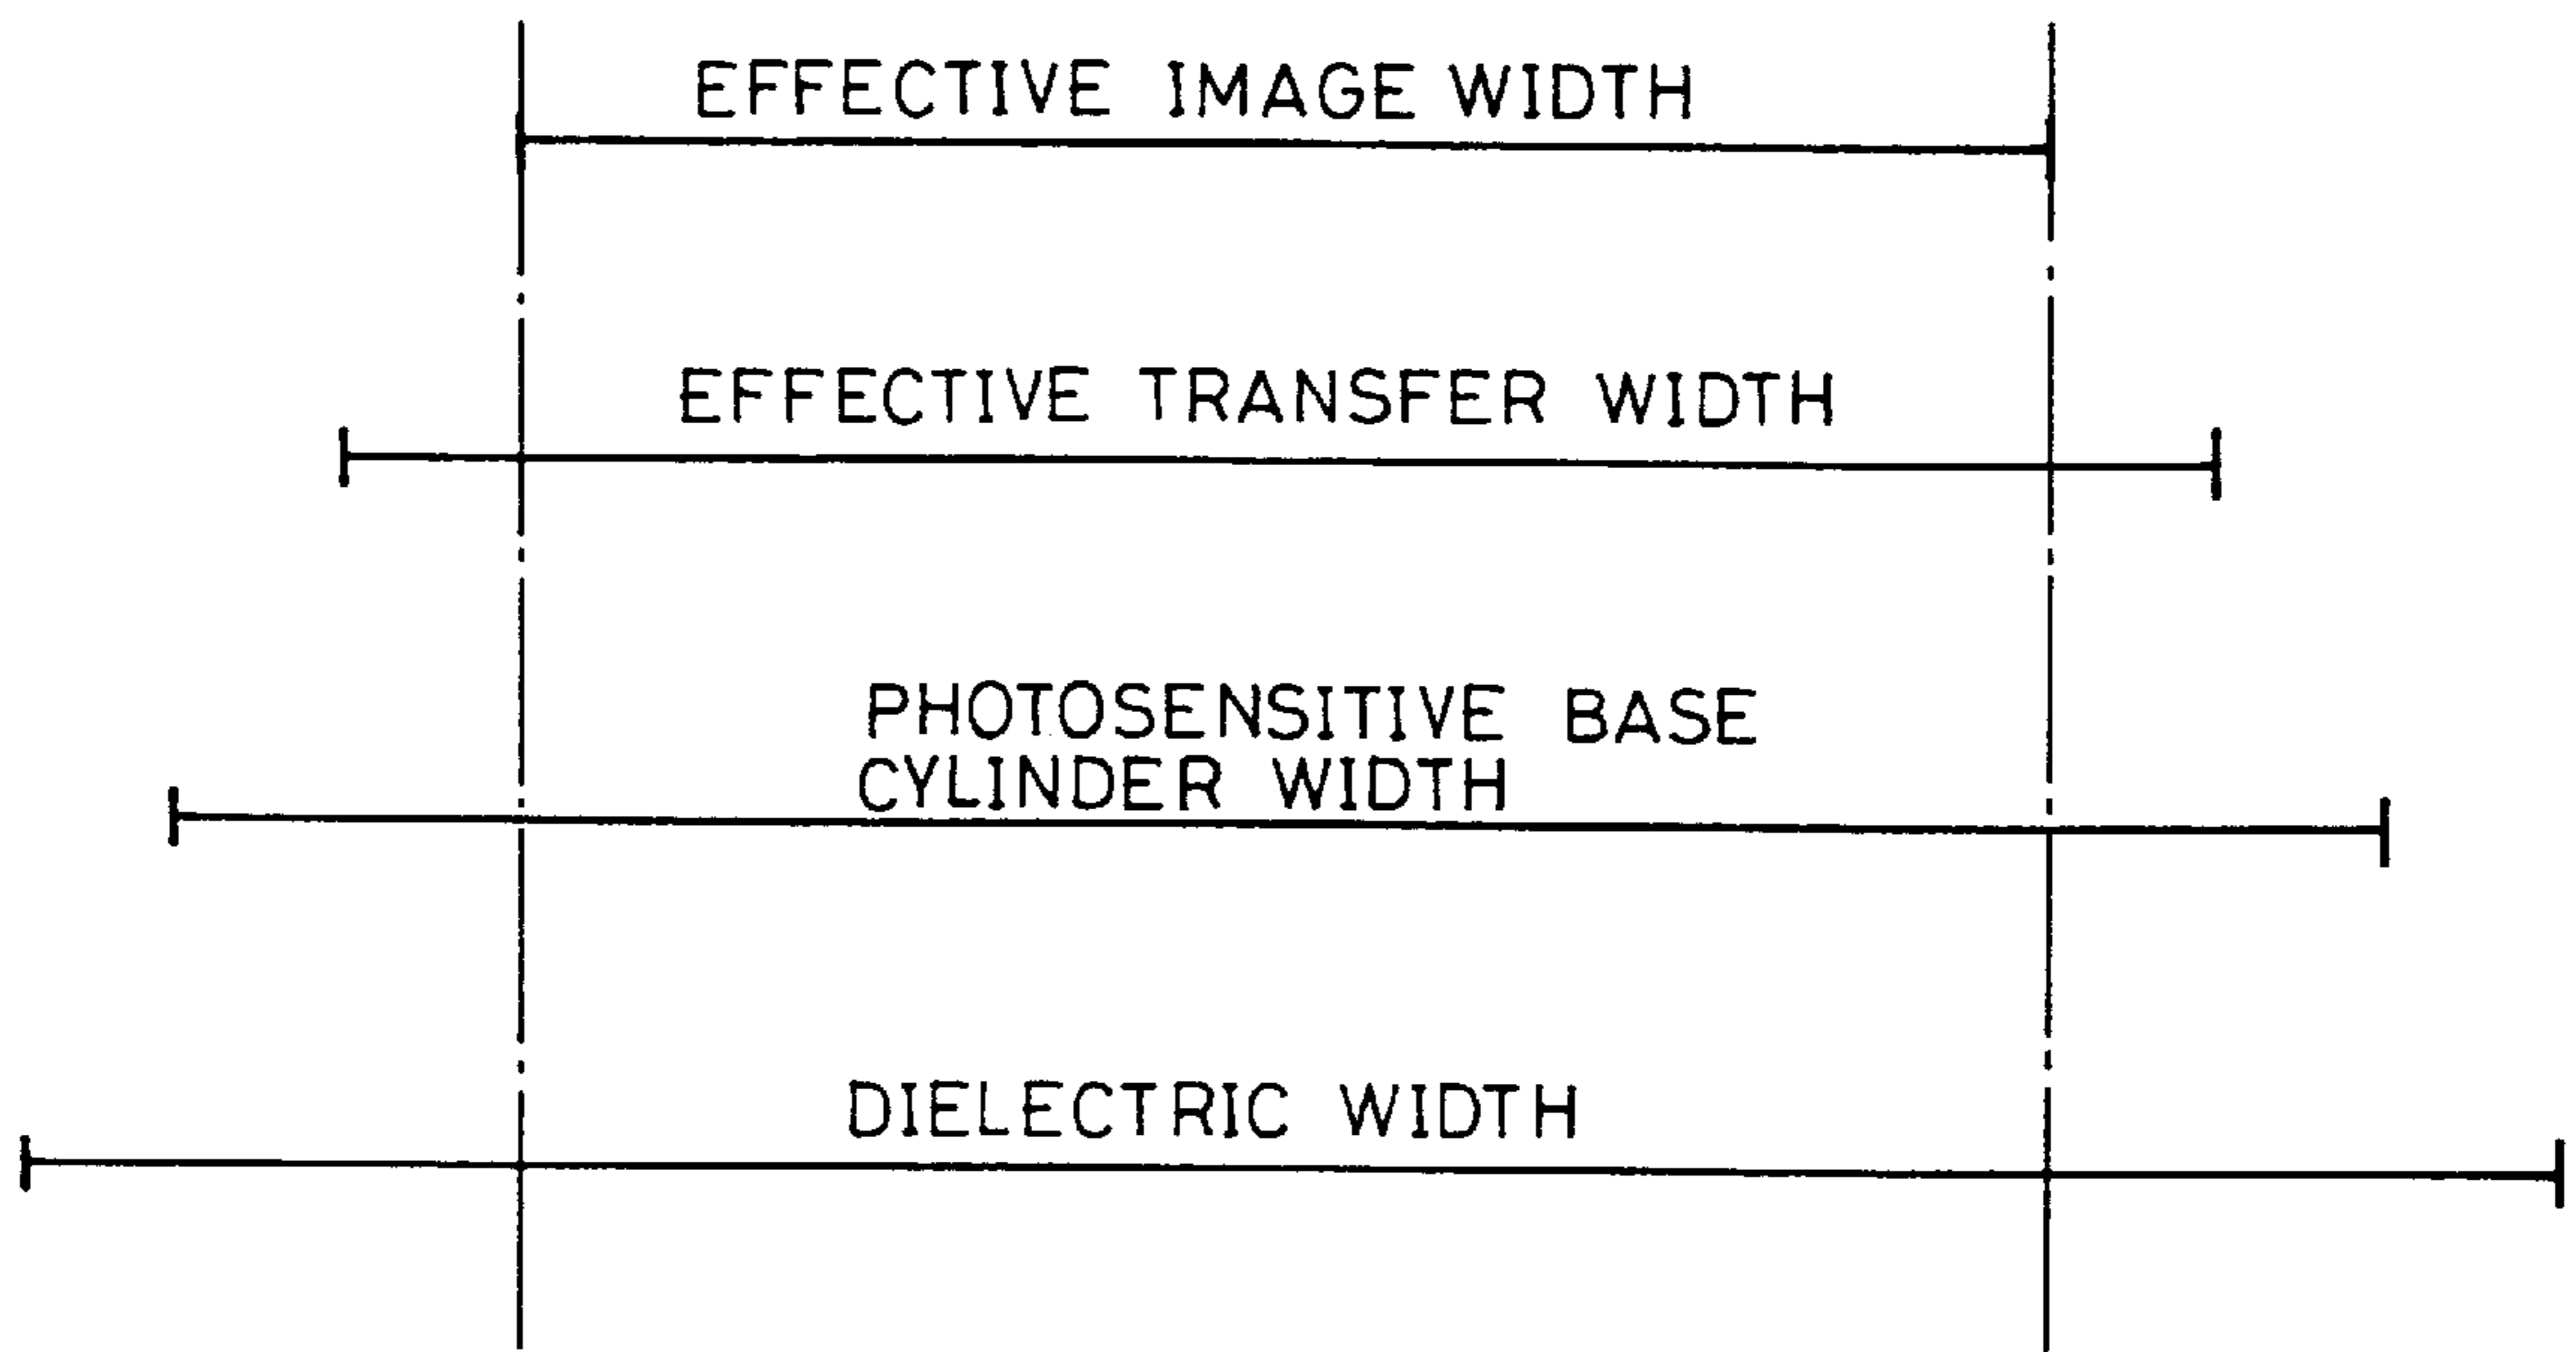 EFFECTIVE IMAGE WIDTH
EFFECTIVE TRANSFER WIDTH
PHOTOSENSITIVE BASE
CYLINDER WIDTH
DIELECTRIC WIDTH